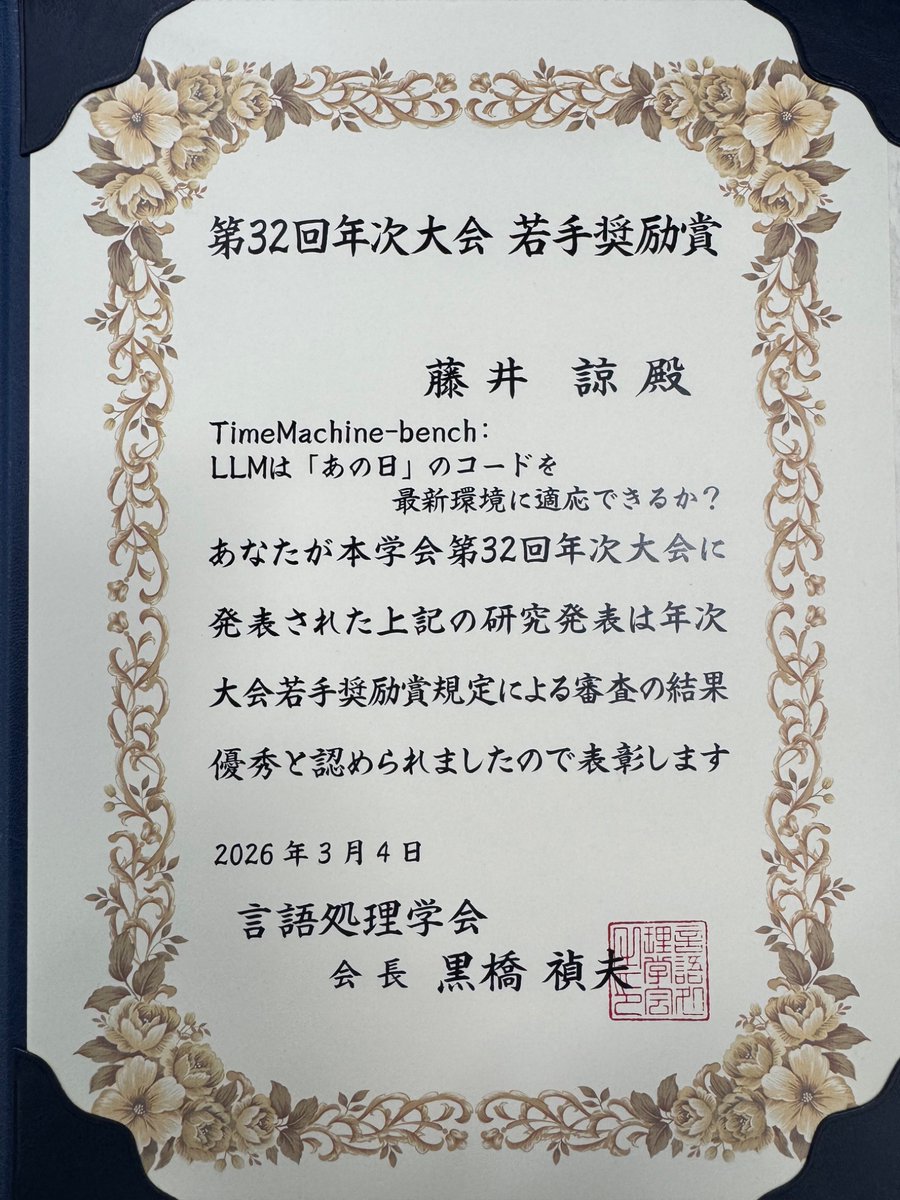 第32回年次大会 若手奨励賞
藤井 諒 殿
TimeMachine-bench:
LLMは「あの日」のコードを
最新環境に適応できるか?
あなたが本学会第32回年次大会に
発表された上記の研究発表は年次
大会若手奨励賞規定による審査の結果
優秀と認められましたので表彰します
2026年3月4日
言語処理学会
会長 黒橋 禎夫